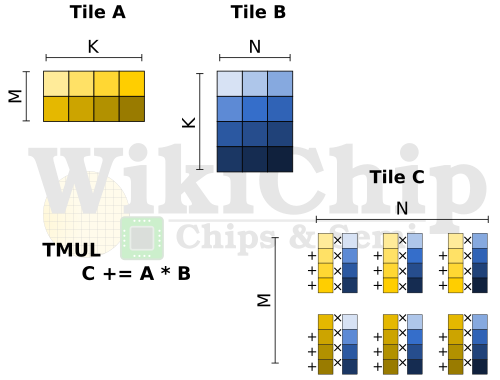 Tile A
Tile B
K
N
M
K
WikiChip
Chips & Semi
Tile C
N
TMUL
C += A * B
M
× × ×
+ × + × + ×
+ × + × + ×
+ × + × + ×
× × ×
+ × + × + ×
+ × + × + ×
+ × + × + ×